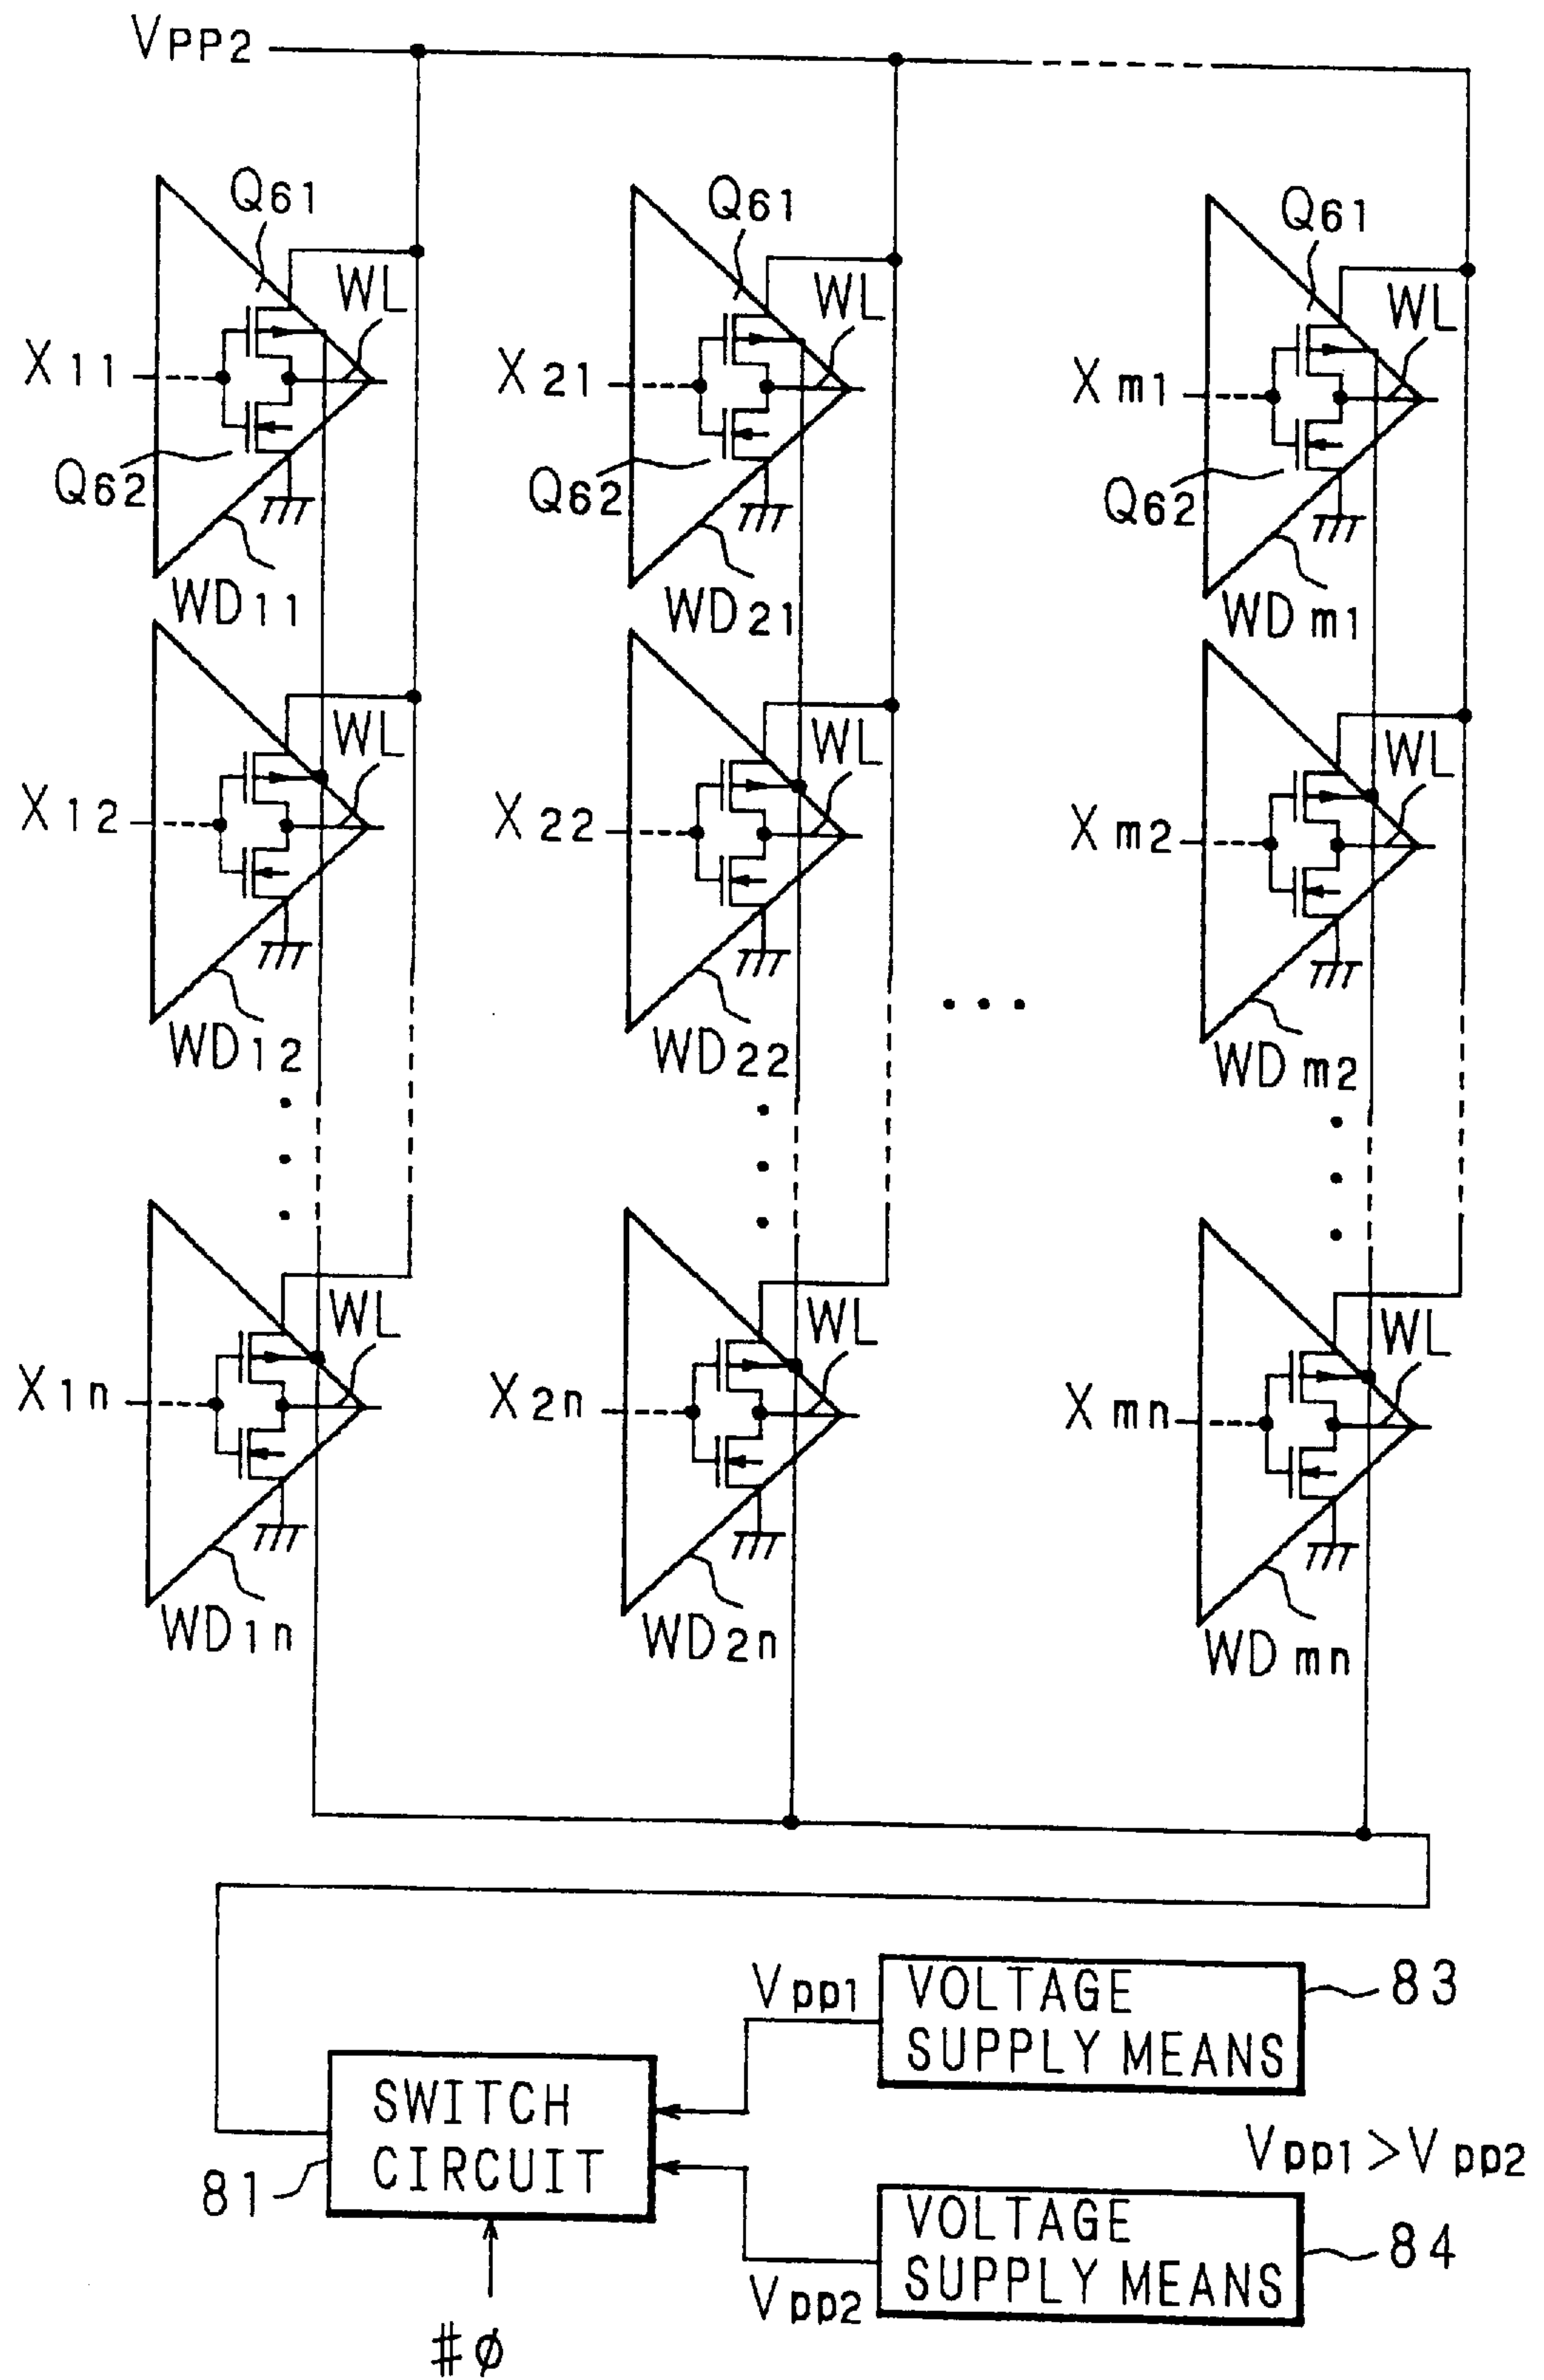 VPP2
Q61 Q61 Q61
WL WL WL
X11 X21 Xm1
Q62 Q62 Q62
WD11 WD21 WDm1
WL WL WL
X12 X22 Xm2
WD12 WD22 WDm2
WL WL WL
X1n X2n Xmn
WD1n WD2n WDmn
Vpp1
VOLTAGE
SUPPLY MEANS
83
SWITCH
CIRCUIT
81
Vpp1>Vpp2
VOLTAGE
SUPPLY MEANS
84
Vpp2
#ø